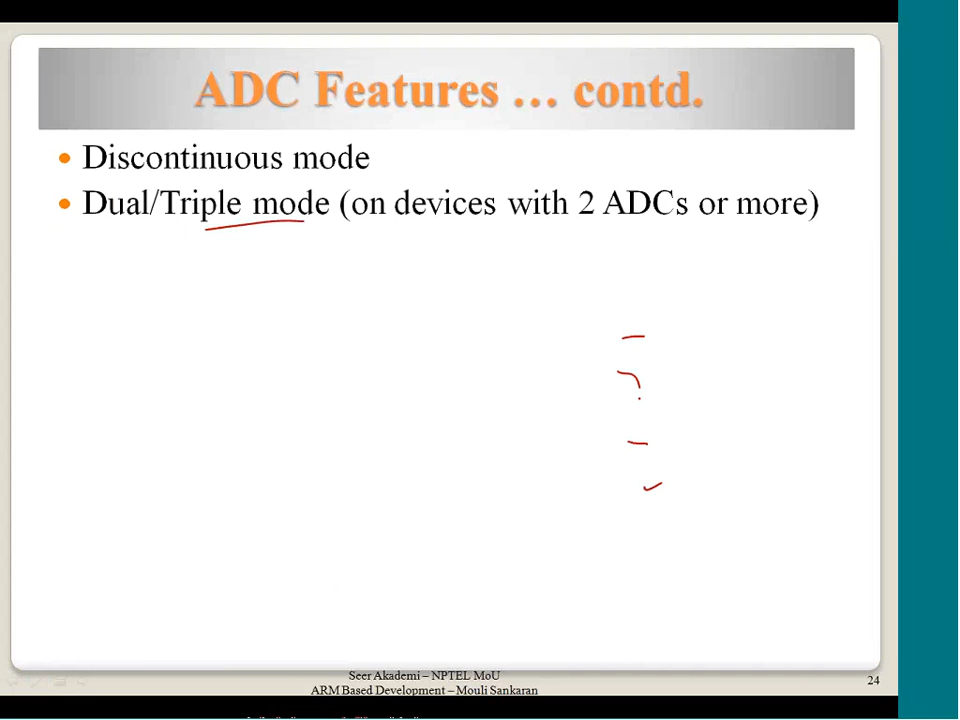 ADC Features … contd.
Discontinuous mode
Dual/Triple mode (on devices with 2 ADCs or more)
Seer Akademi – NPTEL MoU
ARM Based Development – Mouli Sankaran
24